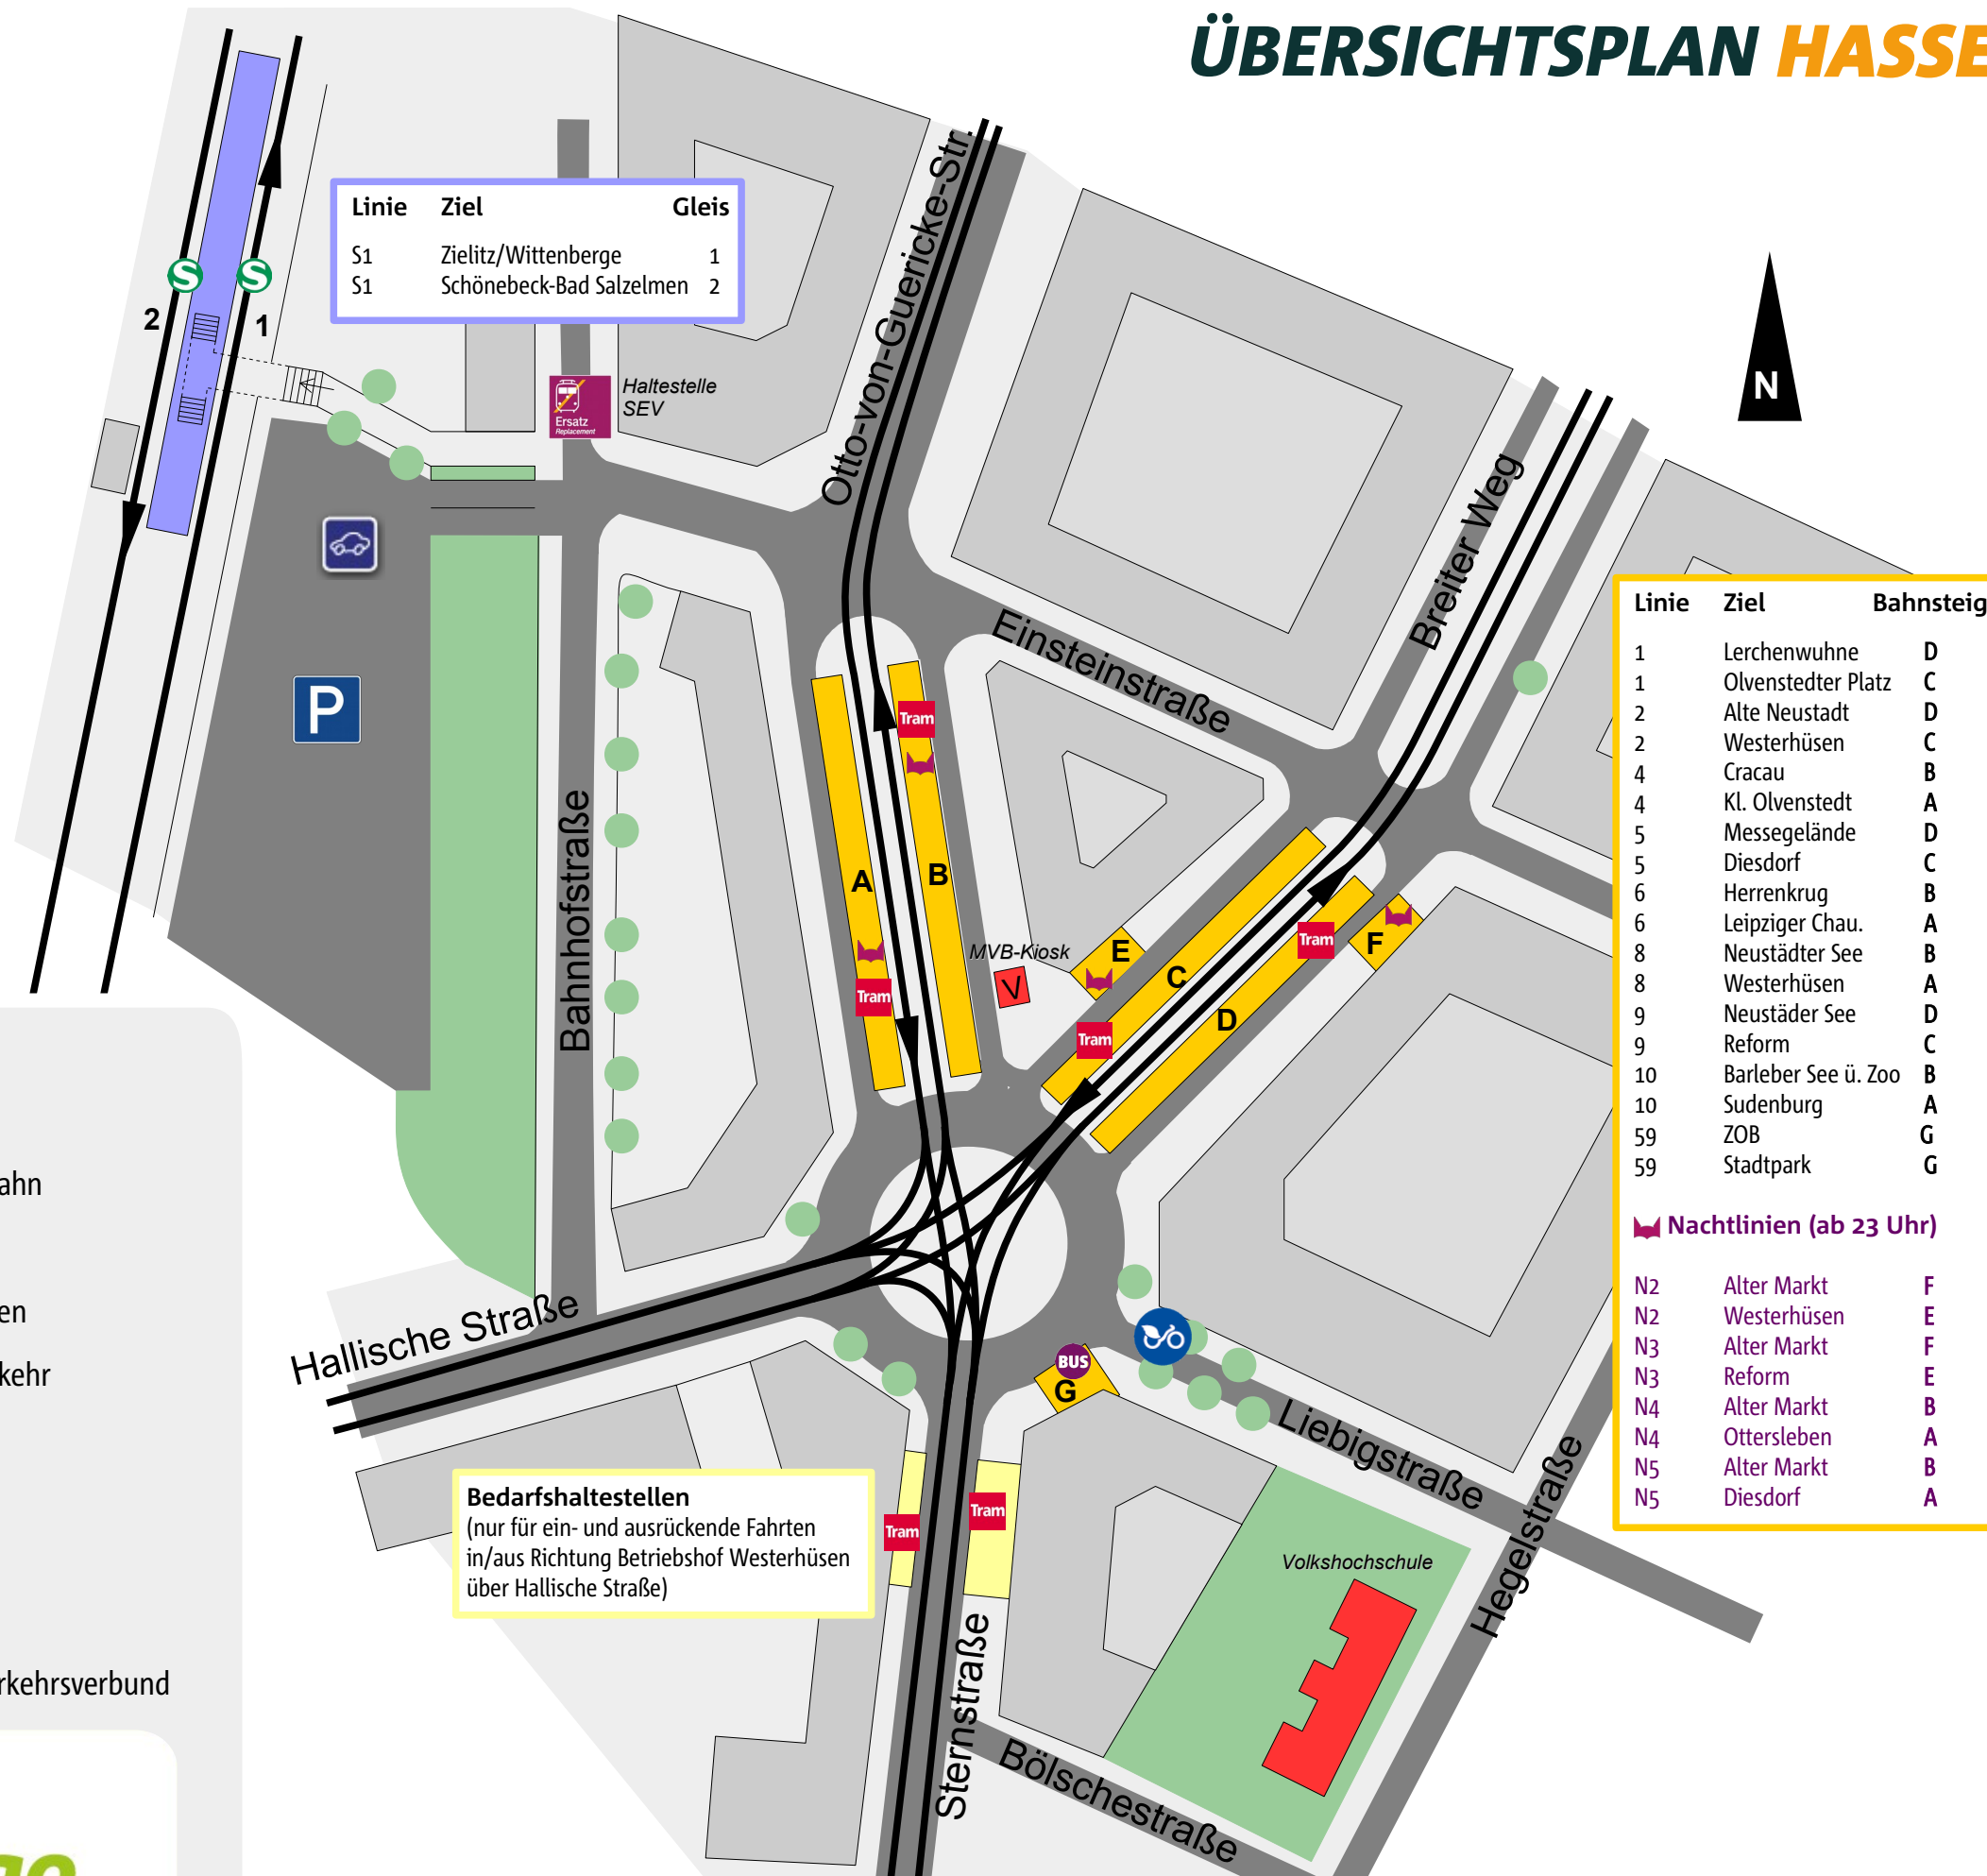 ÜBERSICHTSPLAN HASSE
Linie Ziel Gleis
S1 Zielitz/Wittenberge 1
S1 Schönebeck-Bad Salzelmen 2
S S
2 1
Haltestelle
SEV
Ersatz
Replacement
Otto-von-Guericke-Str.
N
Breiter Weg
Einsteinstraße
P
Bahnhofstraße
Tram
A
B
Tram
MVB-Kiosk
V
E
C
D
F
Tram
Tram
Linie Ziel Bahnsteig
1 Lerchenwuhne D
1 Olvenstedter Platz C
2 Alte Neustadt D
2 Westerhüsen C
4 Cracau B
4 Kl. Olvenstedt A
5 Messegelände D
5 Diesdorf C
6 Herrenkrug B
6 Leipziger Chau. A
8 Neustädter See B
8 Westerhüsen A
9 Neustäder See D
9 Reform C
10 Barleber See ü. Zoo B
10 Sudenburg A
59 ZOB G
59 Stadtpark G
Nachtlinien (ab 23 Uhr)
N2 Alter Markt F
N2 Westerhüsen E
N3 Alter Markt F
N3 Reform E
N4 Alter Markt B
N4 Ottersleben A
N5 Alter Markt B
N5 Diesdorf A
Hallische Straße
BUS
G
Liebigstraße
Hegelstraße
Bedarfshaltestellen
(nur für ein- und ausrückende Fahrten
in/aus Richtung Betriebshof Westerhüsen
über Hallische Straße)
Tram
Tram
Volkshochschule
Sternstraße
Bölschestraße
ahn
en
kehr
rkehrsverbund